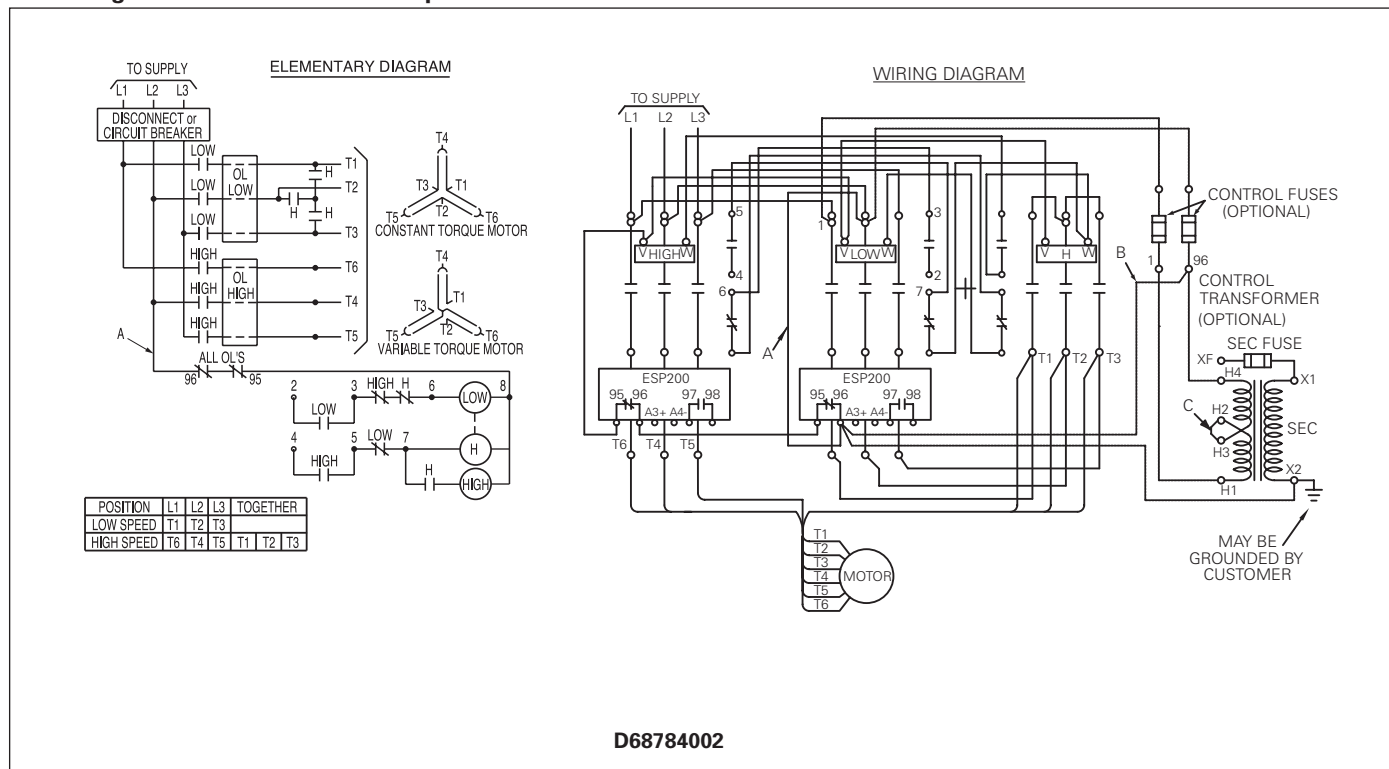 ELEMENTARY DIAGRAM
TO SUPPLY
L1 L2 L3
DISCONNECT or
CIRCUIT BREAKER
LOW
LOW
LOW
OL
LOW
H
H
H
T1
T2
T3
HIGH
HIGH
HIGH
OL
HIGH
T6
T4
T5
T4
T3 T1
T2
T5 T6
CONSTANT TORQUE MOTOR
T4
T3 T1
T2
T5 T6
VARIABLE TORQUE MOTOR
A
ALL OL'S
96 95
2 3 HIGH H 6 LOW 8
LOW
4 5 LOW 7 H
HIGH
H HIGH
POSITION L1 L2 L3 TOGETHER
LOW SPEED T1 T2 T3
HIGH SPEED T6 T4 T5 T1 T2 T3
WIRING DIAGRAM
TO SUPPLY
L1 L2 L3
V HIGH W
5
4
6
1
V LOW W
3
2
7
V H W
A
ESP200
95 96 97 98
A3+ A4-
T6 T4 T5
ESP200
95 96 97 98
A3+ A4-
T1 T2 T3
T1
T2
T3
T4
T5
T6
MOTOR
CONTROL FUSES
(OPTIONAL)
B
1 96
CONTROL
TRANSFORMER
(OPTIONAL)
SEC FUSE
XF
H4 X1
C H2
H3
SEC
H1 X2
MAY BE
GROUNDED BY
CUSTOMER
D68784002